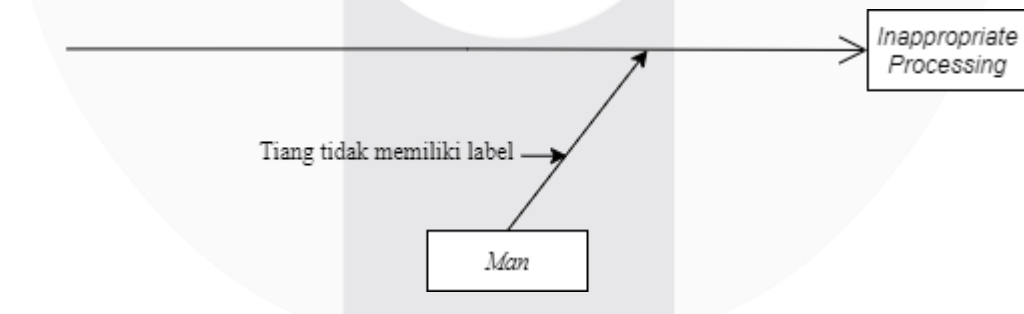 Inappropriate
Processing
Tiang tidak memiliki label
Man